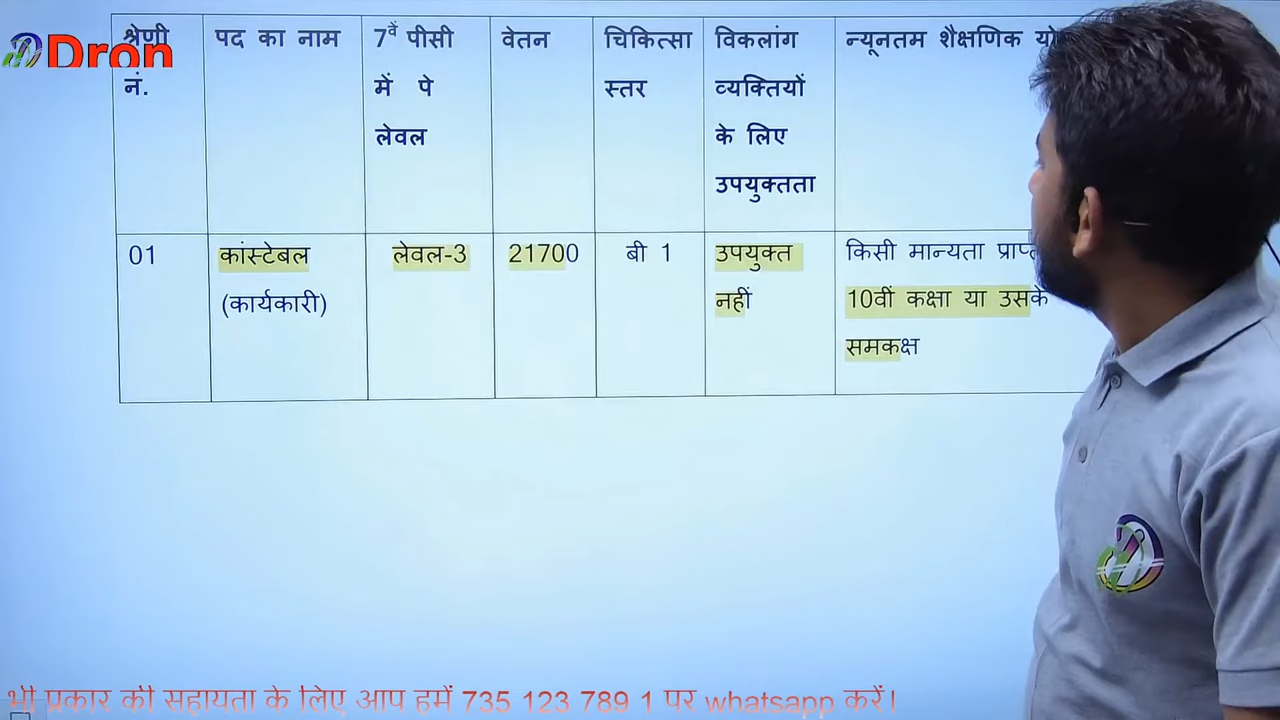 Dron
श्रेणी नं.
पद का नाम
7वें पीसी में पे लेवल
वेतन
चिकित्सा स्तर
विकलांग व्यक्तियों के लिए उपयुक्तता
न्यूनतम शैक्षणिक
01
कांस्टेबल (कार्यकारी)
लेवल-3
21700
बी 1
उपयुक्त नहीं
किसी मान्यता
10वीं कक्षा या उसके
समकक्ष
भी प्रकार की सहायता के लिए आप हमें 735 123 789 1 पर whatsapp करें।